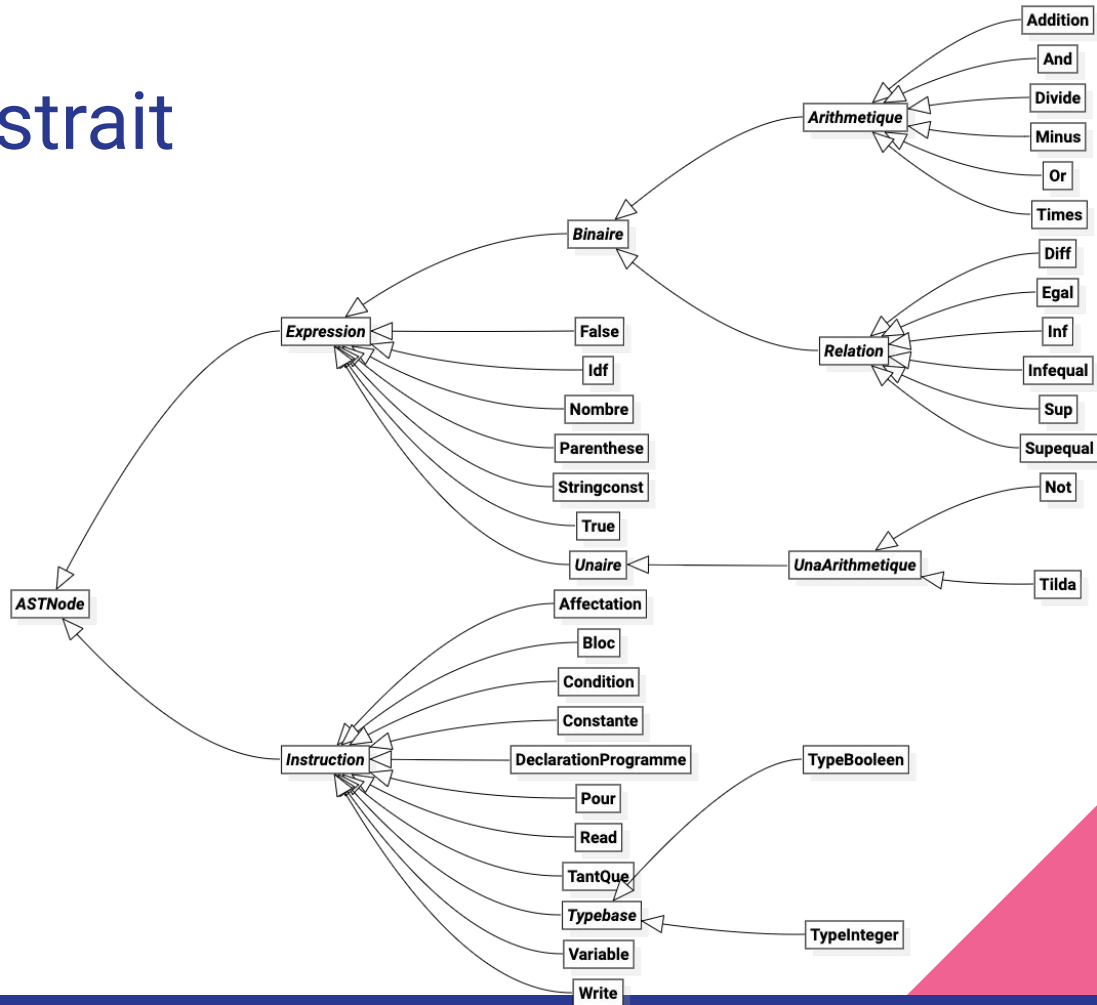 strait
Addition
And
Divide
Arithmetique
Minus
Or
Times
Binaire
Diff
Egal
Expression
False
Inf
Relation
Idf
Infequal
Nombre
Sup
Parenthese
Supequal
Stringconst
Not
True
Unaire
UnaArithmetique
Tilda
ASTNode
Affectation
Bloc
Condition
Constante
Instruction
DeclarationProgramme
TypeBooleen
Pour
Read
TantQue
Typebase
TypeInteger
Variable
Write